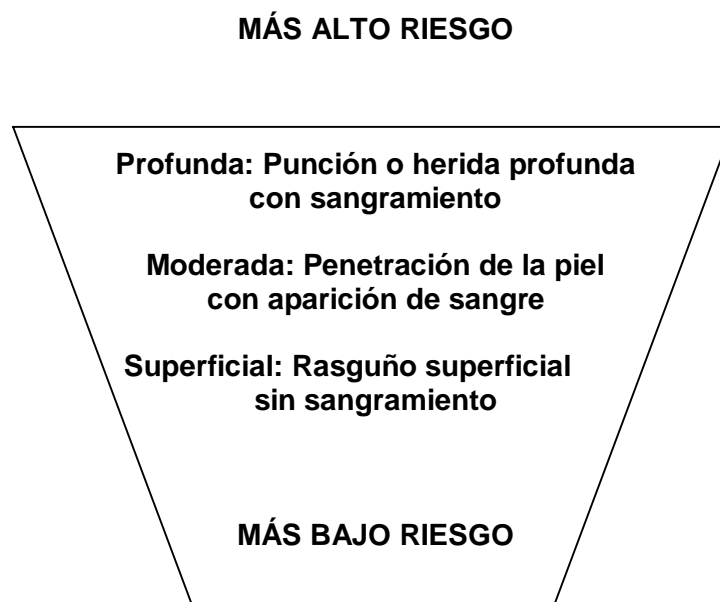 MÁS ALTO RIESGO
Profunda: Punción o herida profunda
con sangramiento
Moderada: Penetración de la piel
con aparición de sangre
Superficial: Rasguño superficial
sin sangramiento
MÁS BAJO RIESGO